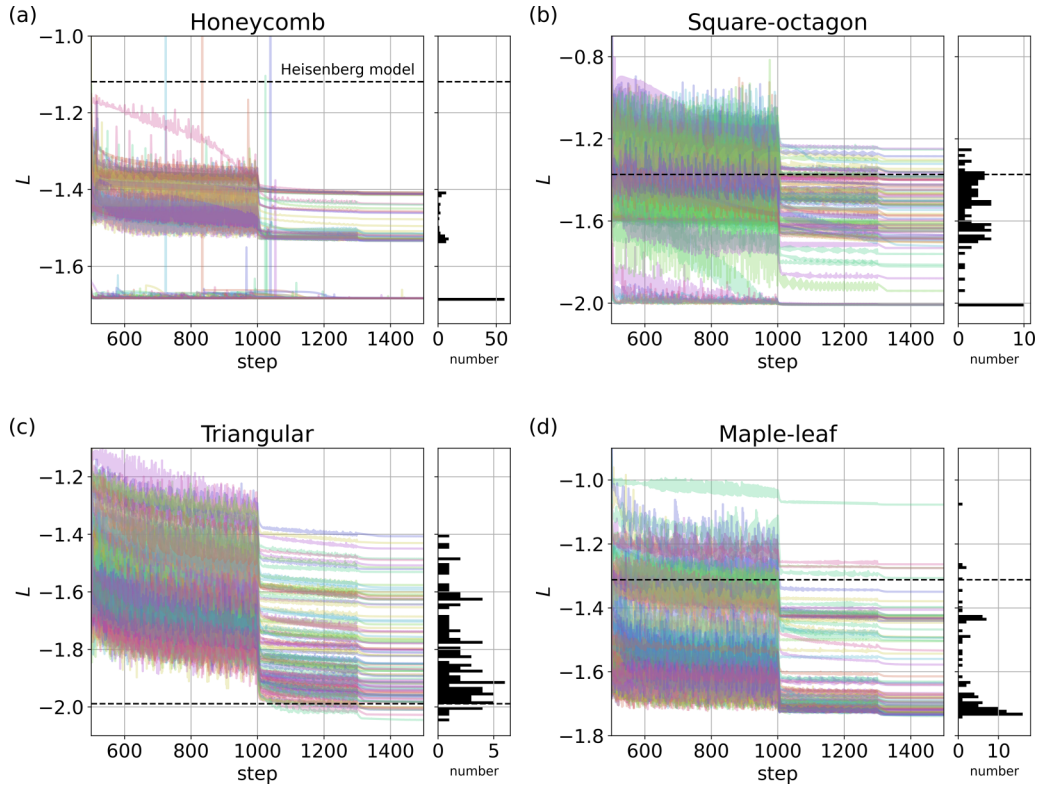 (a)
Honeycomb
−1.0
−1.2
−1.4
−1.6
L
Heisenberg model
600 800 1000 1200 1400
step
0 50
number
(b)
Square-octagon
−0.8
−1.2
−1.6
−2.0
L
600 800 1000 1200 1400
step
0 10
number
(c)
Triangular
−1.2
−1.4
−1.6
−1.8
−2.0
L
600 800 1000 1200 1400
step
0 5
number
(d)
Maple-leaf
−1.0
−1.2
−1.4
−1.6
−1.8
L
600 800 1000 1200 1400
step
0 10
number